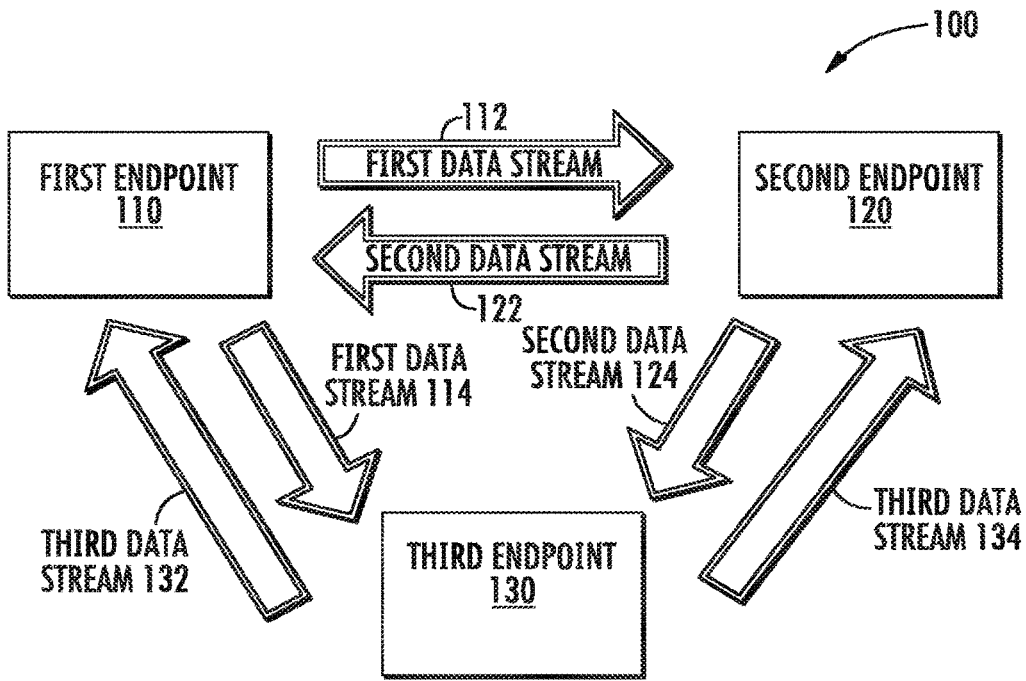 100
112
FIRST ENDPOINT
110
FIRST DATA STREAM
SECOND ENDPOINT
120
SECOND DATA STREAM
122
FIRST DATA
STREAM 114
SECOND DATA
STREAM 124
THIRD DATA
STREAM 132
THIRD ENDPOINT
130
THIRD DATA
STREAM 134